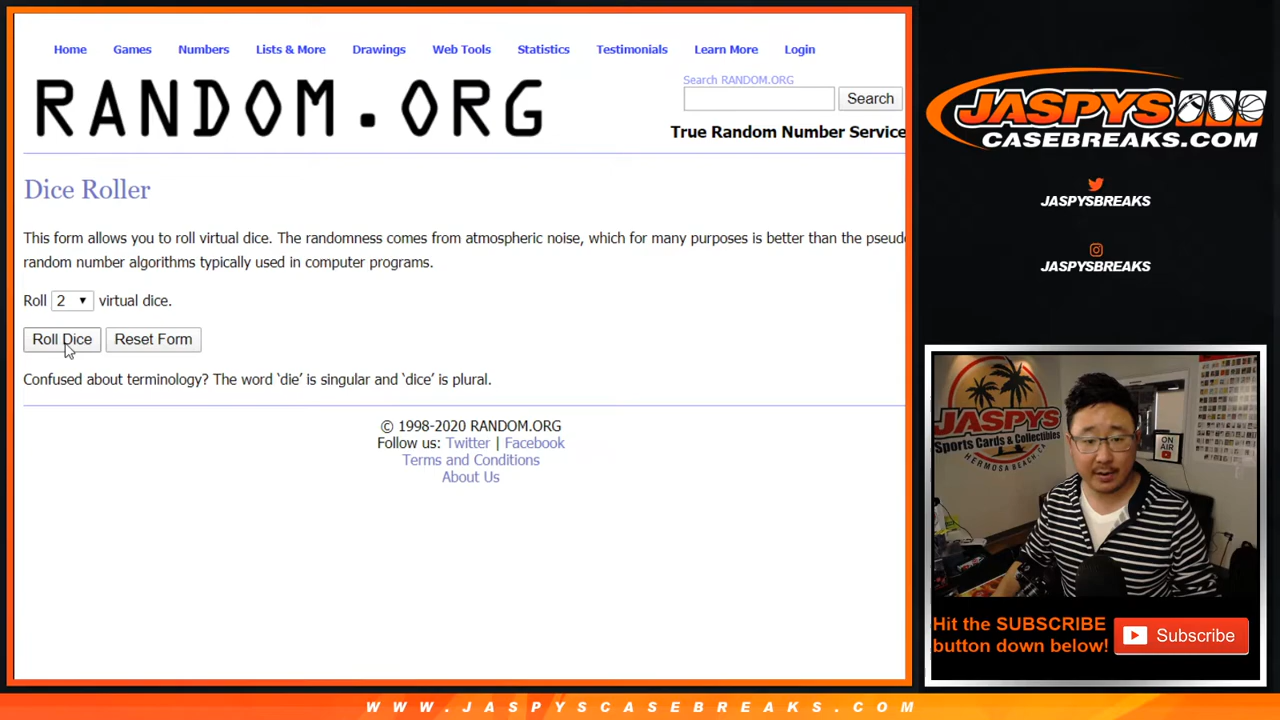 Home Games Numbers Lists & More Drawings Web Tools Statistics Testimonials Learn More Login
RANDOM.ORG
Search RANDOM.ORG
Search
True Random Number Service
Dice Roller
This form allows you to roll virtual dice. The randomness comes from atmospheric noise, which for many purposes is better than the pseudo
random number algorithms typically used in computer programs.
Roll 2 virtual dice.
Roll Dice Reset Form
Confused about terminology? The word ‘die’ is singular and ‘dice’ is plural.
© 1998-2020 RANDOM.ORG
Follow us: Twitter | Facebook
Terms and Conditions
About Us
JASPYS
CASEBREAKS.COM
JASPYSBREAKS
JASPYSBREAKS
JASPYS
Sports Cards & Collectibles
HERMOSA BEACH, CA
ON AIR
Hit the SUBSCRIBE
button down below!
Subscribe
WWW.JASPYSCASEBREAKS.COM